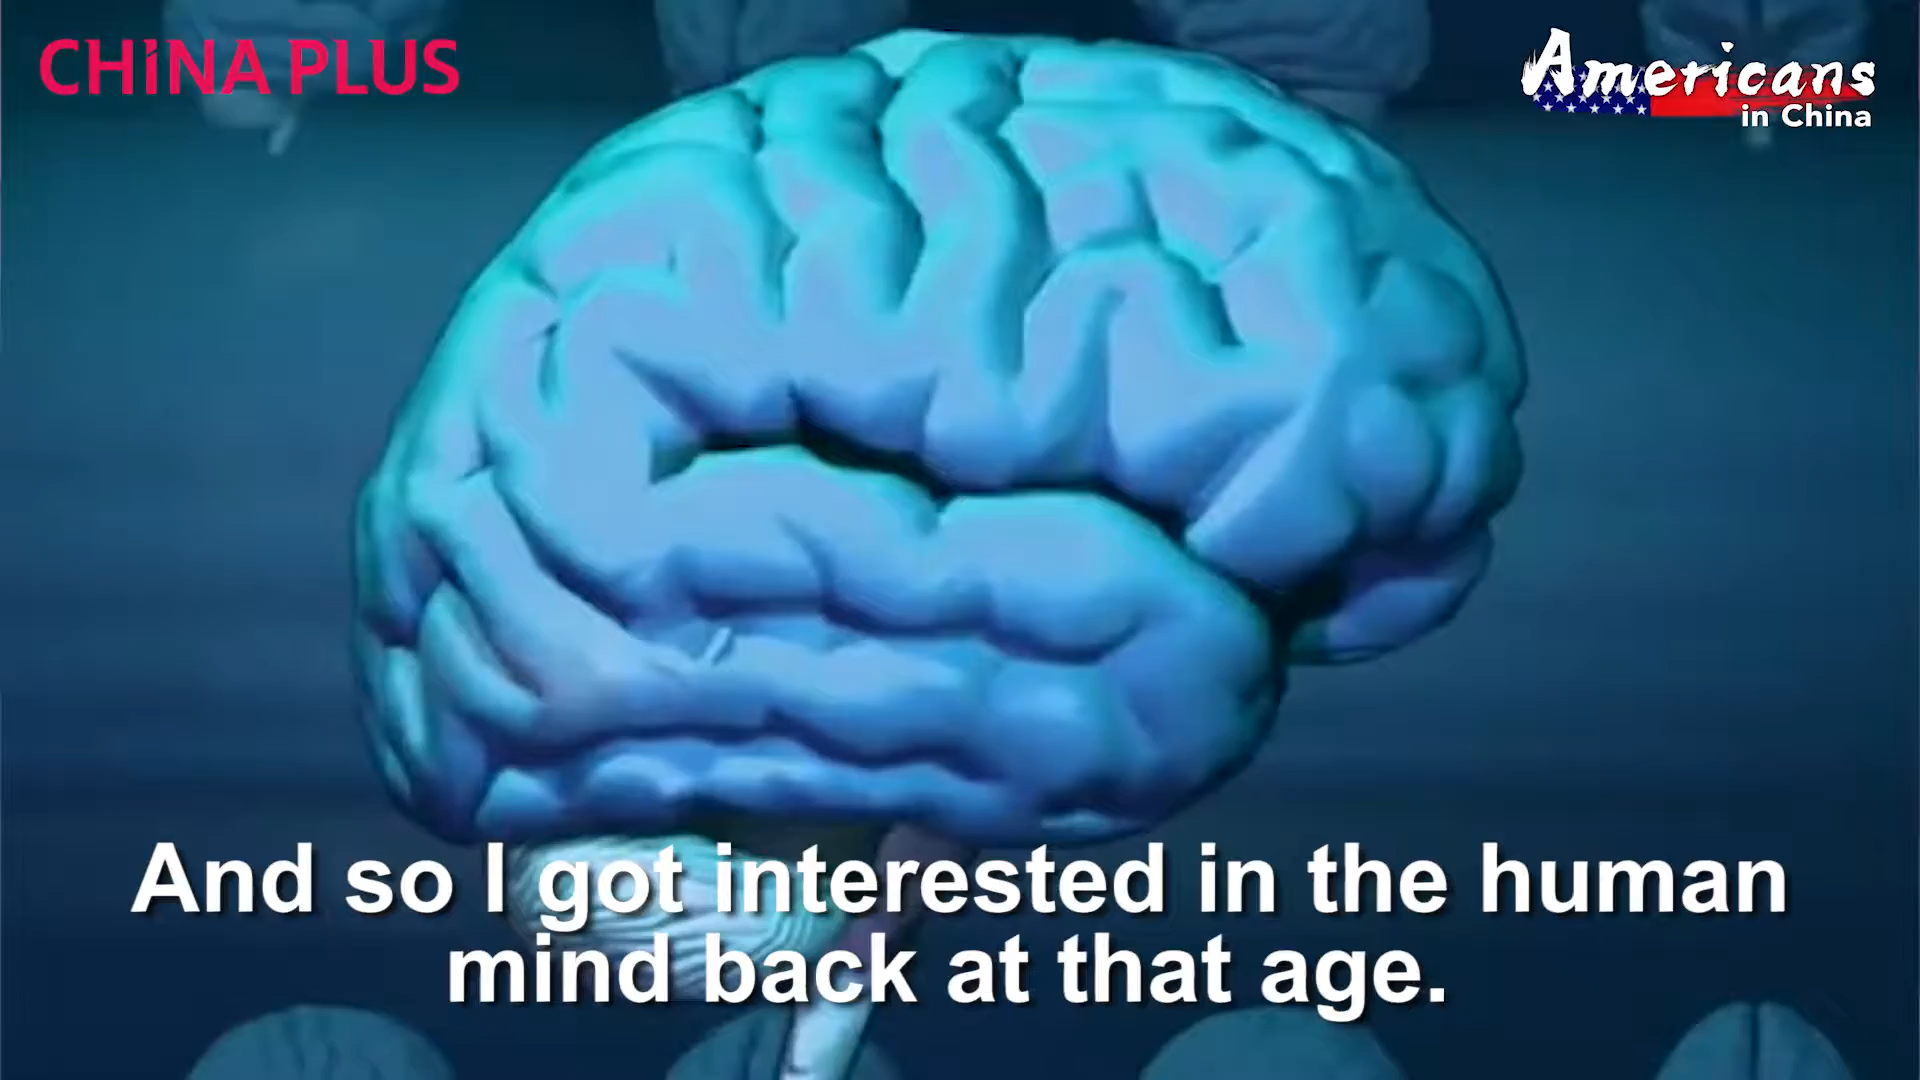 CHINA PLUS
Americans
in China
And so I got interested in the human
mind back at that age.